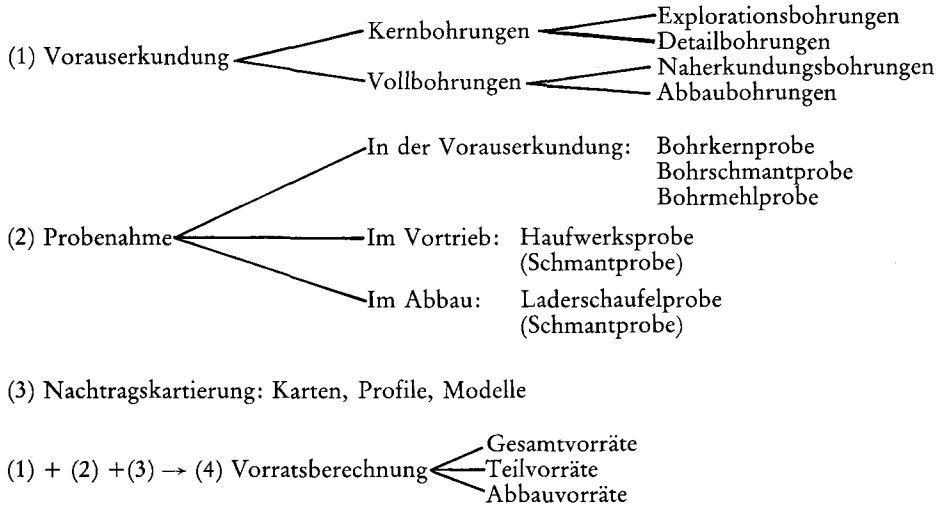 (1) Vorauserkundung
Kernbohrungen
Explorationsbohrungen
Detailbohrungen
Vollbohrungen
Naherkundungsbohrungen
Abbaubohrungen
(2) Probenahme
In der Vorauserkundung: Bohrkernprobe
Bohrschmantprobe
Bohrmehlprobe
Im Vortrieb: Haufwerksprobe
(Schmantprobe)
Im Abbau: Laderschaufelprobe
(Schmantprobe)
(3) Nachtragskartierung: Karten, Profile, Modelle
(1) + (2) +(3) → (4) Vorratsberechnung
Gesamtvorräte
Teilvorräte
Abbauvorräte